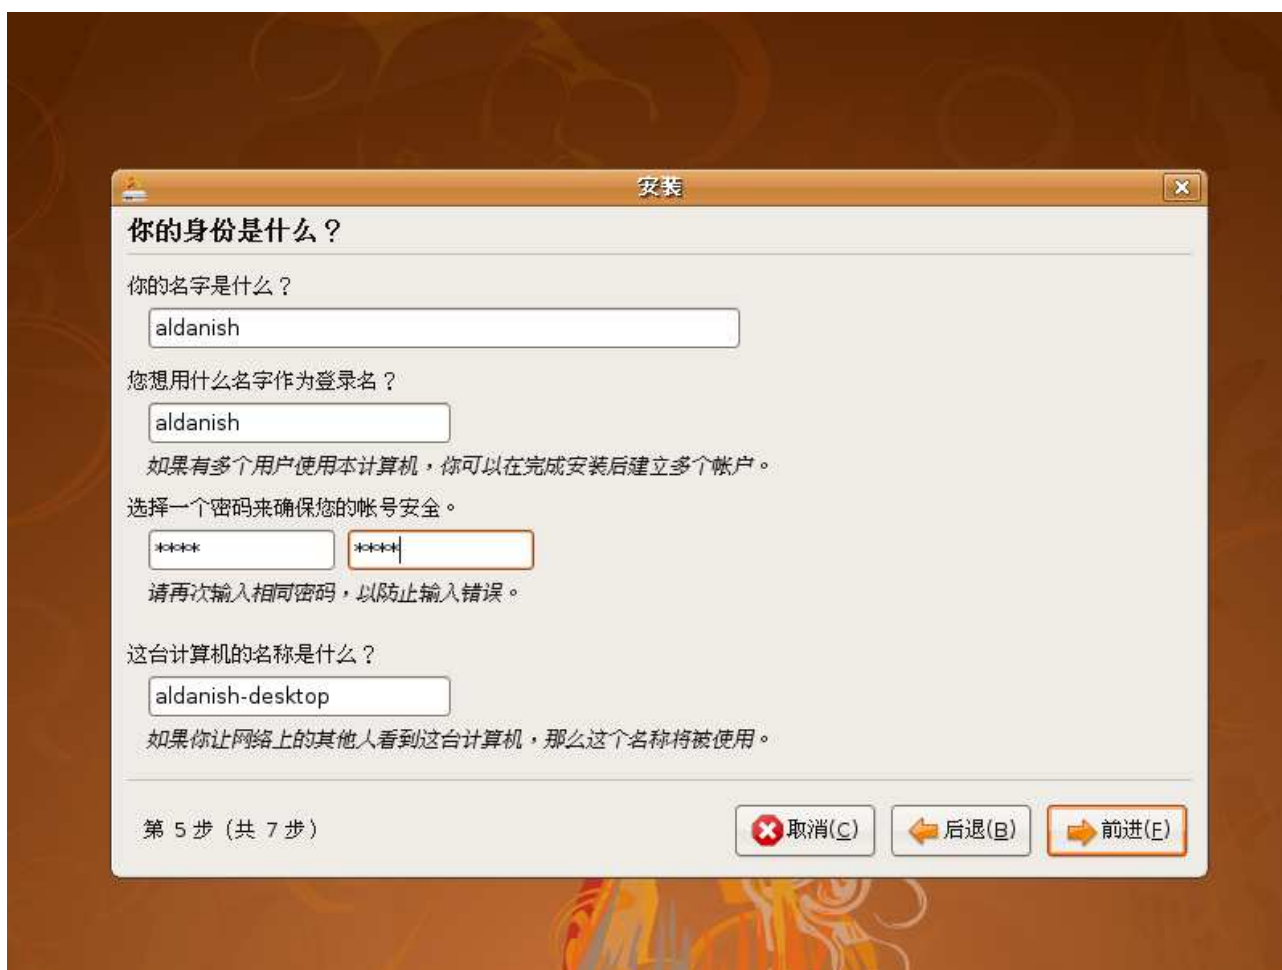 安装
你的身份是什么？
你的名字是什么？
aldanish
您想用什么名字作为登录名？
aldanish
如果有多个用户使用本计算机，你可以在完成安装后建立多个帐户。
选择一个密码来确保您的帐号安全。
**** ****
请再次输入相同密码，以防止输入错误。
这台计算机的名称是什么？
aldanish-desktop
如果你让网络上的其他人看到这台计算机，那么这个名称将被使用。
第 5 步 (共 7 步) 取消(C) 后退(B) 前进(F)